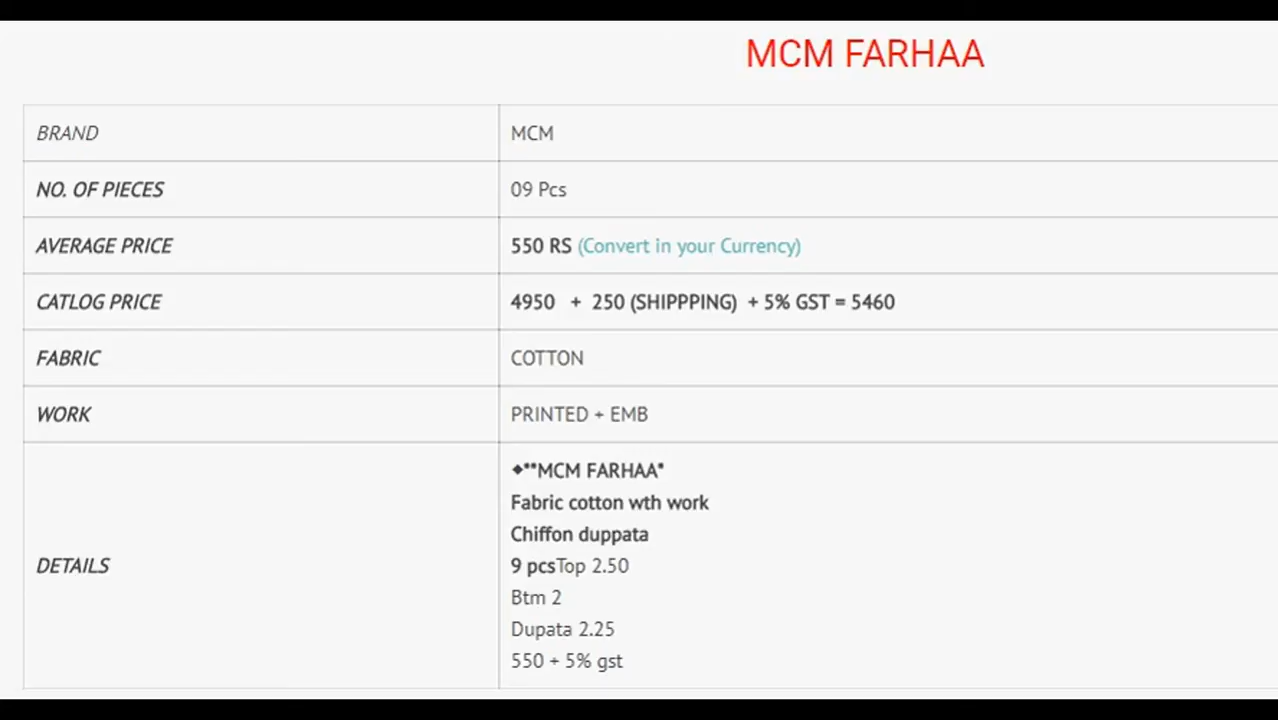 MCM FARHAA
BRAND MCM
NO. OF PIECES 09 Pcs
AVERAGE PRICE 550 RS (Convert in your Currency)
CATLOG PRICE 4950 + 250 (SHIPPPING) + 5% GST = 5460
FABRIC COTTON
WORK PRINTED + EMB
DETAILS
◆**MCM FARHAA*
Fabric cotton wth work
Chiffon duppata
9 pcsTop 2.50
Btm 2
Dupata 2.25
550 + 5% gst